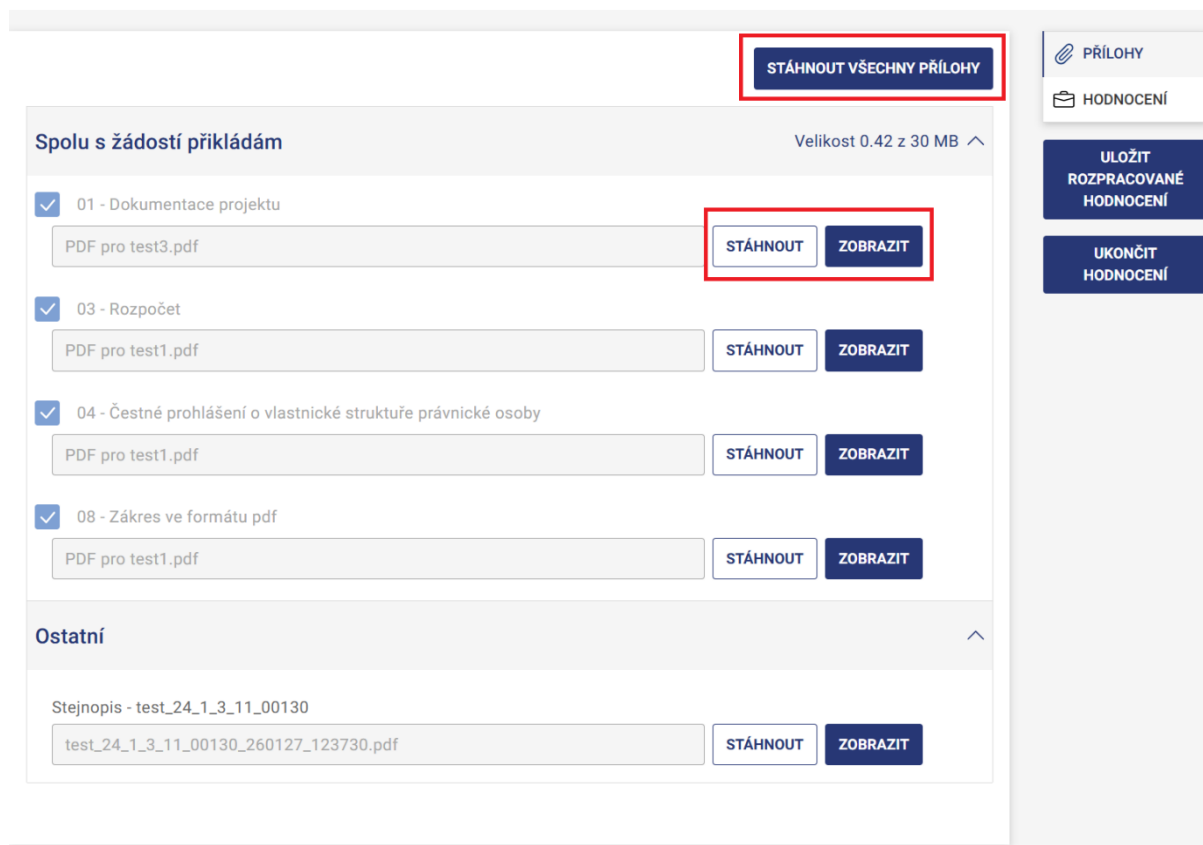 STÁHNOUT VŠECHNY PŘÍLOHY
Spolu s žádostí přikládám
Velikost 0.42 z 30 MB
01 - Dokumentace projektu
PDF pro test3.pdf
STÁHNOUT
ZOBRAZIT
03 - Rozpočet
PDF pro test1.pdf
STÁHNOUT
ZOBRAZIT
04 - Čestné prohlášení o vlastnické struktuře právnické osoby
PDF pro test1.pdf
STÁHNOUT
ZOBRAZIT
08 - Zákres ve formátu pdf
PDF pro test1.pdf
STÁHNOUT
ZOBRAZIT
Ostatní
Stejnopis - test_24_1_3_11_00130
test_24_1_3_11_00130_260127_123730.pdf
STÁHNOUT
ZOBRAZIT
PŘÍLOHY
HODNOCENÍ
ULOŽIT
ROZPRACOVANÉ
HODNOCENÍ
UKONČIT
HODNOCENÍ